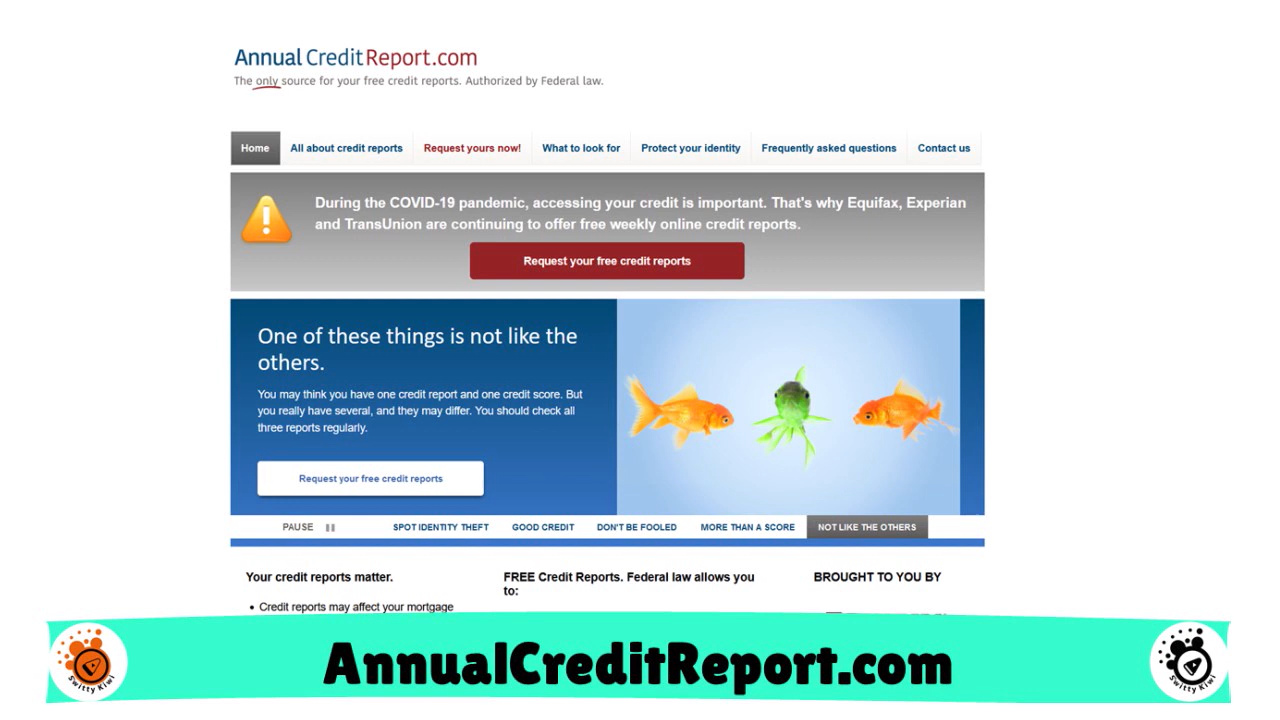 AnnualCreditReport.com
The only source for your free credit reports. Authorized by Federal law.
Home
All about credit reports
Request yours now!
What to look for
Protect your identity
Frequently asked questions
Contact us
During the COVID-19 pandemic, accessing your credit is important. That's why Equifax, Experian
and TransUnion are continuing to offer free weekly online credit reports.
Request your free credit reports
One of these things is not like the
others.
You may think you have one credit report and one credit score. But
you really have several, and they may differ. You should check all
three reports regularly.
Request your free credit reports
PAUSE
SPOT IDENTITY THEFT
GOOD CREDIT
DON'T BE FOOLED
MORE THAN A SCORE
NOT LIKE THE OTHERS
Your credit reports matter.
• Credit reports may affect your mortgage
FREE Credit Reports. Federal law allows you
to:
BROUGHT TO YOU BY
Switty Kiwi
AnnualCreditReport.com
Switty Kiwi